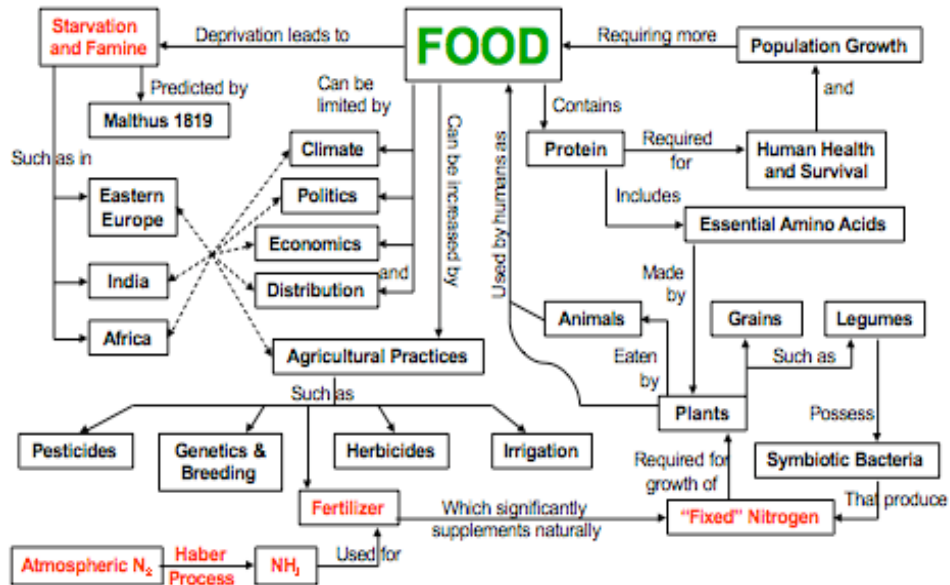 Starvation
and Famine
Deprivation leads to
FOOD
Requiring more
Population Growth
Predicted by
Malthus 1819
Can be
limited by
Contains
and
Such as in
Climate
Can be increased by
Used by humans as
Protein
Required
for
Human Health
and Survival
Eastern
Europe
Politics
Includes
Economics
Essential Amino Acids
India
Distribution
and
Made
by
Africa
Animals
Grains
Legumes
Agricultural Practices
Eaten
by
Such as
Such as
Plants
Possess
Pesticides
Genetics &
Breeding
Herbicides
Irrigation
Required for
growth of
Symbiotic Bacteria
Fertilizer
Which significantly
supplements naturally
"Fixed" Nitrogen
That produce
Atmospheric N₂
Haber
Process
NH₃
Used for